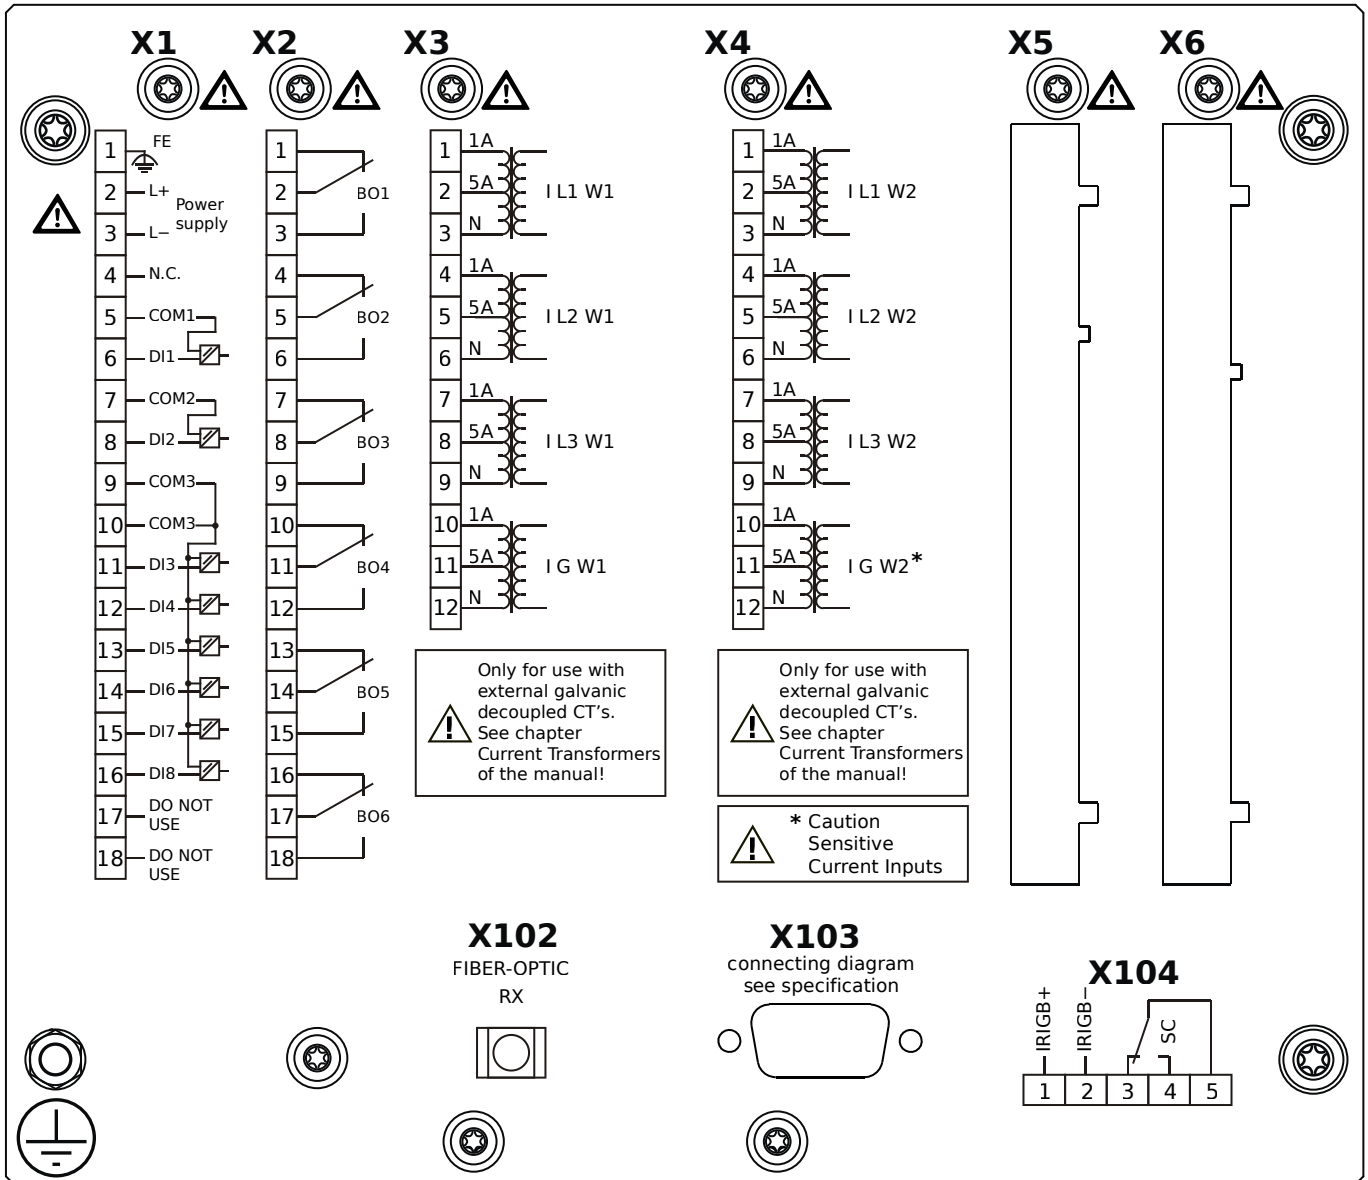 X1 X2 X3 X4 X5 X6
1 FE
2 L+
Power
supply
3 L−
4 N.C.
5 COM1
6 DI1
7 COM2
8 DI2
9 COM3
10 COM3
11 DI3
12 DI4
13 DI5
14 DI6
15 DI7
16 DI8
17 DO NOT
USE
18 DO NOT
USE
1
2 BO1
3
4
5 BO2
6
7
8 BO3
9
10
11 BO4
12
13
14 BO5
15
16
17 BO6
18
1 1A
2 5A I L1 W1
3 N
4 1A
5 5A I L2 W1
6 N
7 1A
8 5A I L3 W1
9 N
10 1A
11 5A I G W1
12 N
Only for use with
external galvanic
decoupled CT's.
See chapter
Current Transformers
of the manual!
1 1A
2 5A I L1 W2
3 N
4 1A
5 5A I L2 W2
6 N
7 1A
8 5A I L3 W2
9 N
10 1A
11 5A I G W2*
12 N
Only for use with
external galvanic
decoupled CT's.
See chapter
Current Transformers
of the manual!
* Caution
Sensitive
Current Inputs
X102
FIBER-OPTIC
RX
X103
connecting diagram
see specification
X104
IRIGB+
IRIGB−
SC
1 2 3 4 5